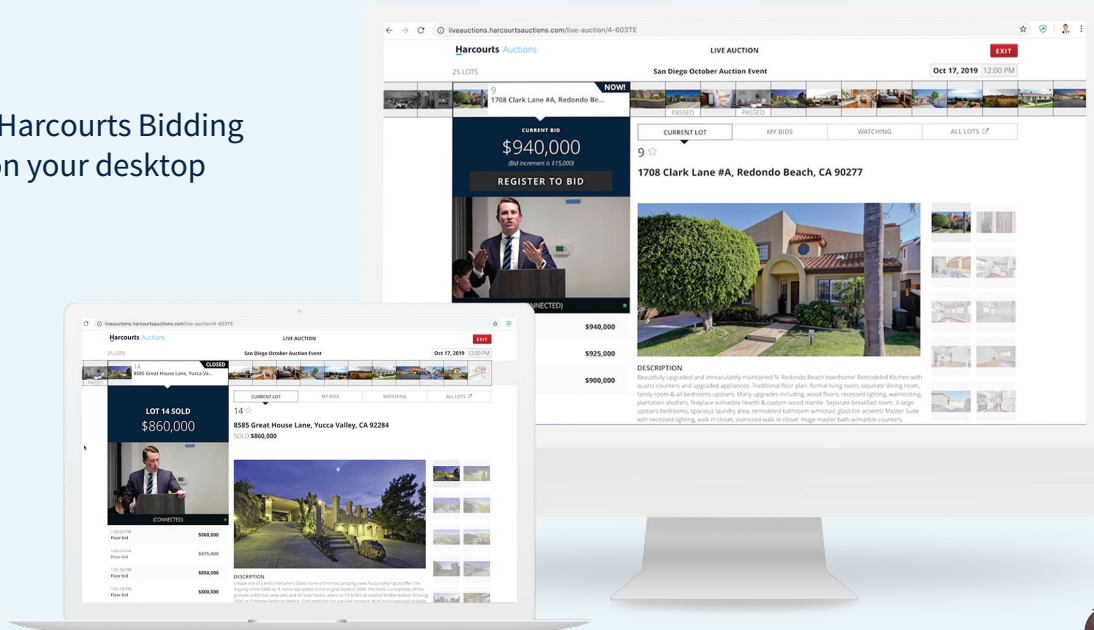 Harcourts Bidding
on your desktop
liveauctions.harcourtsauctions.com/live-auction/4-603TE
Harcourts Auctions
LIVE AUCTION
EXIT
25 LOTS
San Diego October Auction Event
Oct 17, 2019 12:00 PM
9
NOW!
1708 Clark Lane #A, Redondo Be...
PASSED
PASSED
CURRENT BID
$940,000
(Bid increment is $15,000)
REGISTER TO BID
CURRENT LOT
MY BIDS
WATCHING
ALL LOTS
9
1708 Clark Lane #A, Redondo Beach, CA 90277
NNECTED)
$940,000
$925,000
$900,000
DESCRIPTION
Beautifully upgraded and immaculately maintained N. Redondo Beach townhome! Remodeled Kitchen with
quartz counters and upgraded appliances. Traditional floor plan: formal living room, separate dining room,
family room & all bedrooms upstairs. Many upgrades including, wood floors, recessed lighting, wainscoting,
plantation shutters, fireplace w/marble hearth & custom wood mantle. Separate breakfast room. 3 large
upstairs bedrooms, spacious laundry area, remodeled bathroom w/mosaic glass tile accents! Master Suite
with recessed lighting, walk in closet, oversized walk in closet. Huge master bath w/marble counters,
liveauctions.harcourtsauctions.com/live-auction/4-603TE
Harcourts Auctions
LIVE AUCTION
EXIT
25 LOTS
San Diego October Auction Event
Oct 17, 2019 12:00 PM
14
CLOSED
8585 Great House Lane, Yucca Va...
PASSED
LOT 14 SOLD
$860,000
CURRENT LOT
MY BIDS
WATCHING
ALL LOTS
14
8585 Great House Lane, Yucca Valley, CA 92284
SOLD $860,000
(CONNECTED)
Floor bid
$860,000
$875,000
Floor bid
$850,000
Floor bid
DESCRIPTION